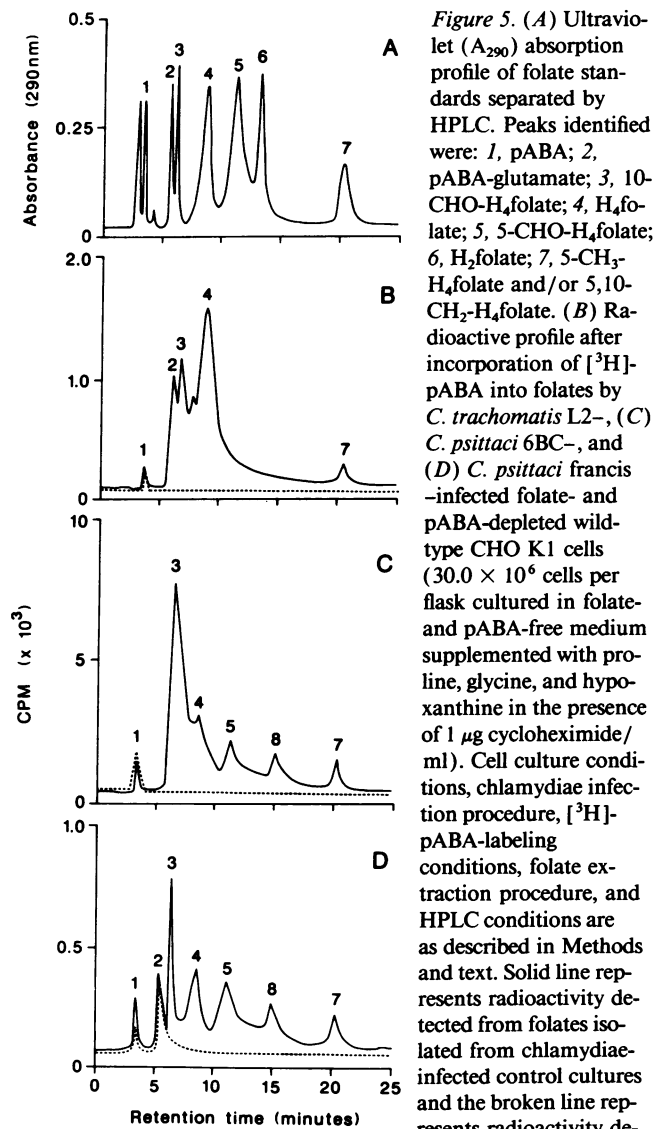 0.5
0.25
0
Absorbance (290nm)
A
1
2
3
4
5
6
7
2.0
1.0
0
B
1
2
3
4
7
10
5
0
CPM (x 10³)
C
1
3
4
5
8
7
1.0
0.5
0
D
1
2
3
4
5
8
7
0 5 10 15 20 25
Retention time (minutes)
Figure 5. (A) Ultravio-
let (A₂₉₀) absorption
profile of folate stan-
dards separated by
HPLC. Peaks identified
were: 1, pABA; 2,
pABA-glutamate; 3, 10-
CHO-H₄folate; 4, H₄fo-
late; 5, 5-CHO-H₄folate;
6, H₂folate; 7, 5-CH₃-
H₄folate and/or 5,10-
CH₂-H₄folate. (B) Ra-
dioactive profile after
incorporation of [³H]-
pABA into folates by
C. trachomatis L2–, (C)
C. psittaci 6BC–, and
(D) C. psittaci francis
–infected folate- and
pABA-depleted wild-
type CHO K1 cells
(30.0 × 10⁶ cells per
flask cultured in folate-
and pABA-free medium
supplemented with pro-
line, glycine, and hypo-
xanthine in the presence
of 1 μg cycloheximide/
ml). Cell culture condi-
tions, chlamydiae infec-
tion procedure, [³H]-
pABA-labeling
conditions, folate ex-
traction procedure, and
HPLC conditions are
as described in Methods
and text. Solid line rep-
resents radioactivity de-
tected from folates iso-
lated from chlamydiae-
infected control cultures
and the broken line rep-
resents radioactivity de-